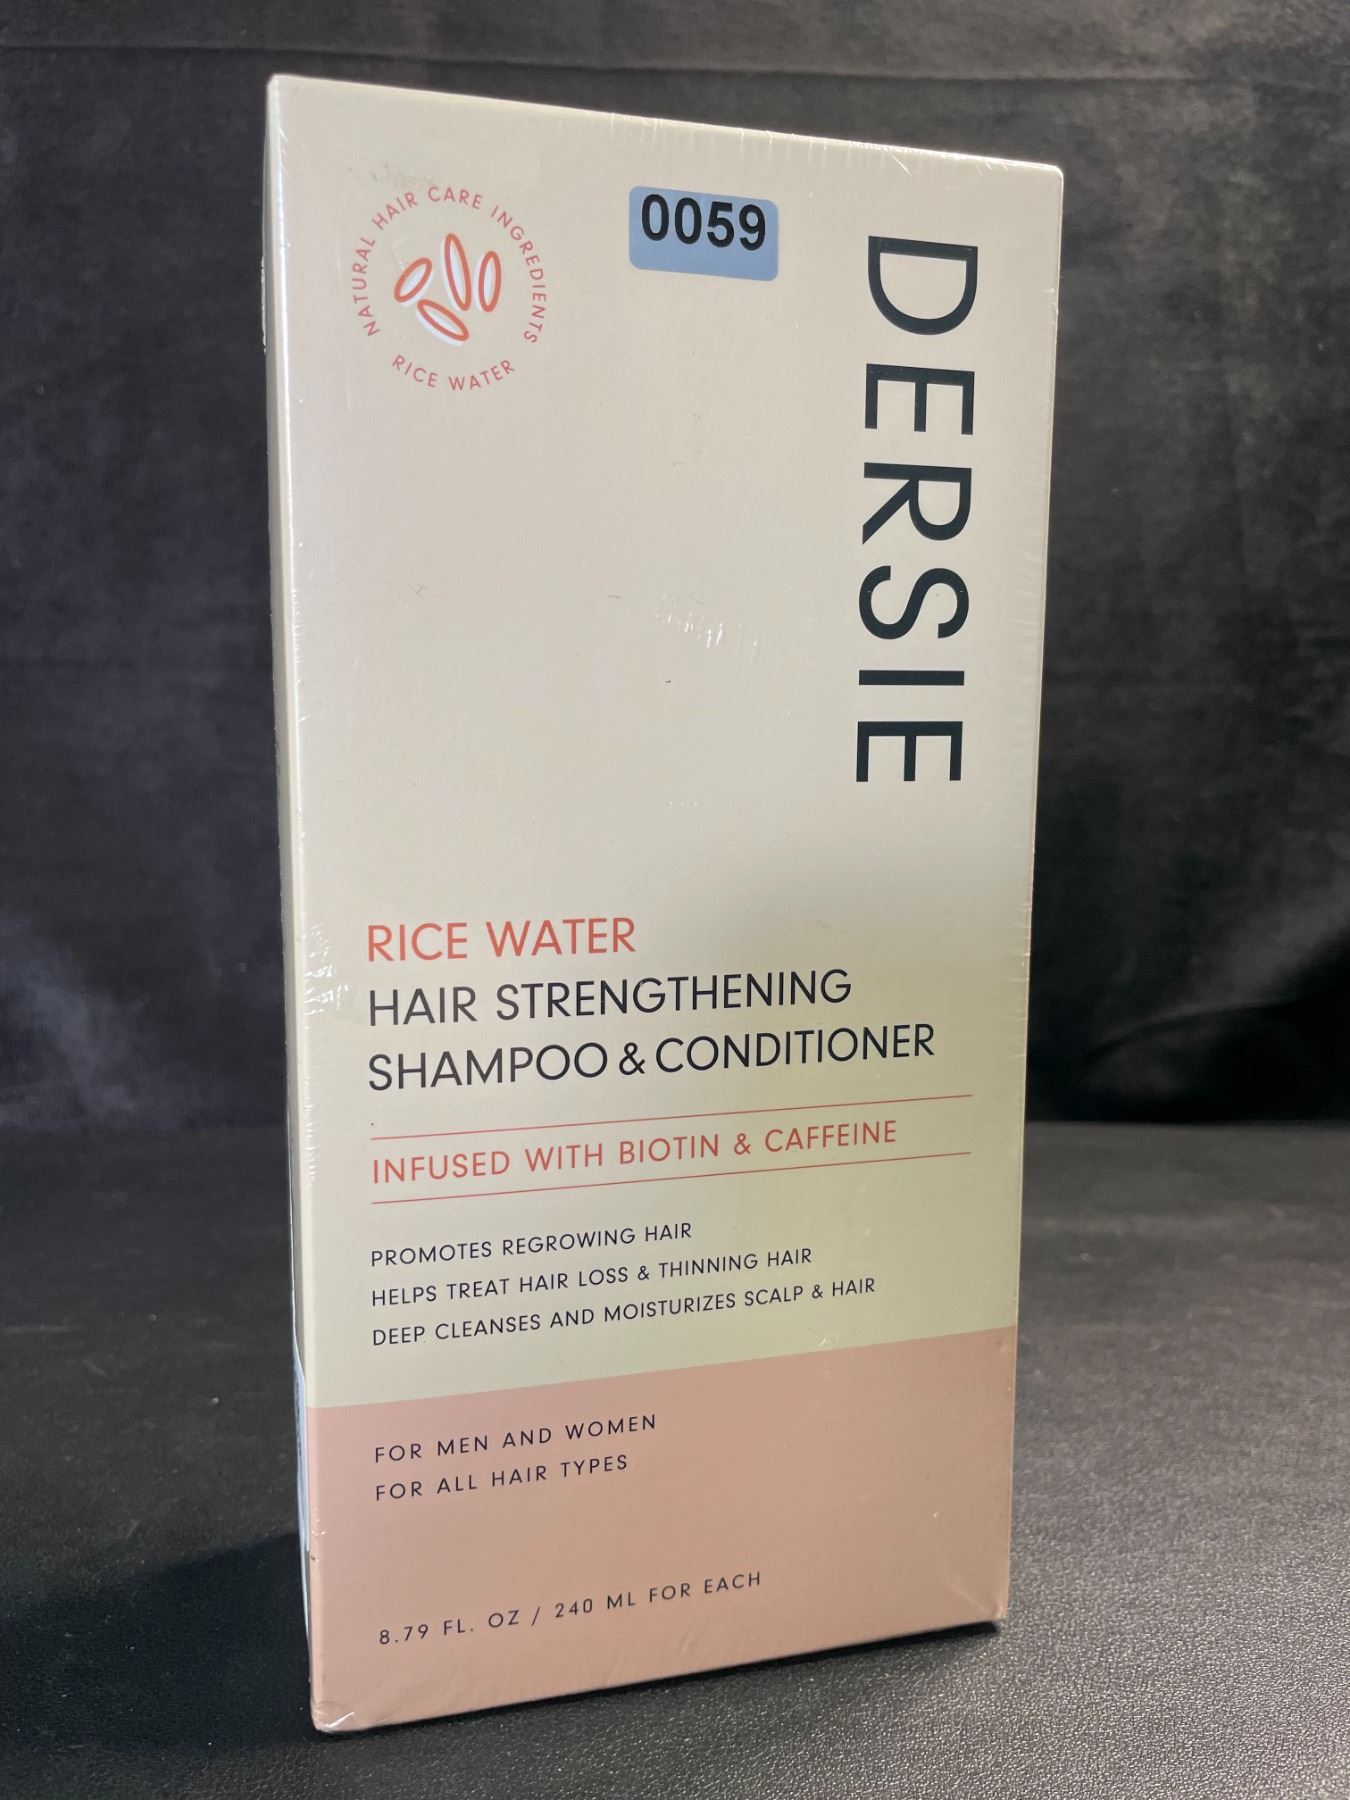 NATURAL HAIR CARE INGREDIENTS
RICE WATER
0059
DERSIE
RICE WATER
HAIR STRENGTHENING
SHAMPOO & CONDITIONER
INFUSED WITH BIOTIN & CAFFEINE
PROMOTES REGROWING HAIR
HELPS TREAT HAIR LOSS & THINNING HAIR
DEEP CLEANSES AND MOISTURIZES SCALP & HAIR
FOR MEN AND WOMEN
FOR ALL HAIR TYPES
8.79 FL. OZ / 240 ML FOR EACH